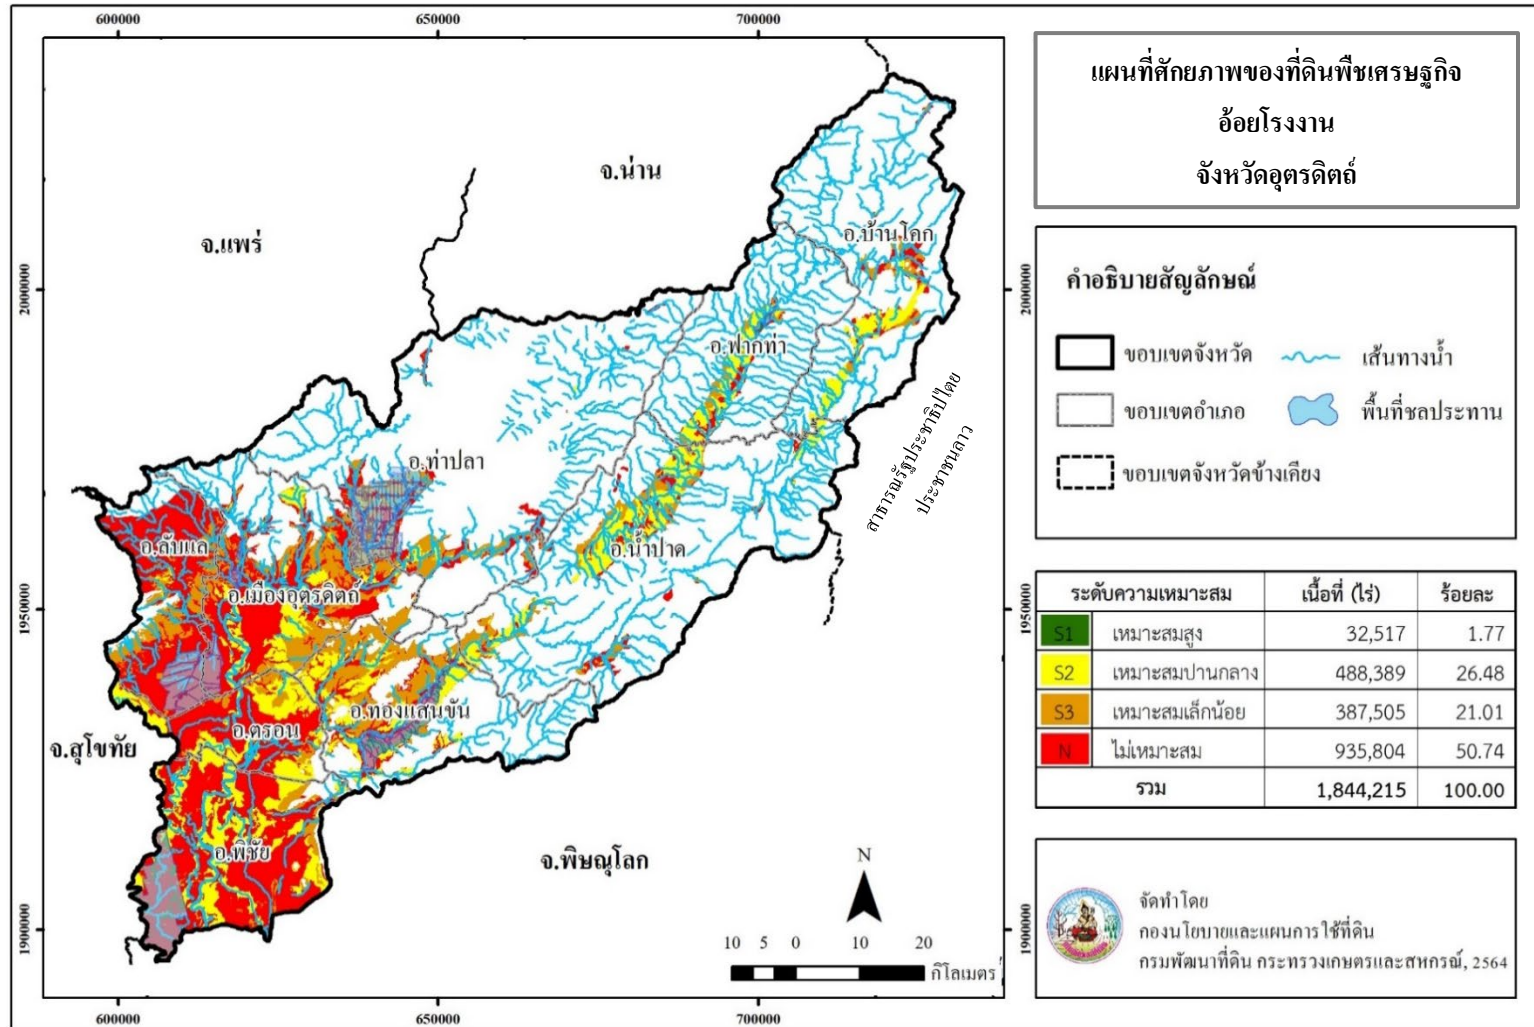 600000
650000
700000
2000000
2000000
1950000
1950000
1900000
1900000
600000
650000
700000
จ.น่าน
จ.แพร่
อ.บ้านโคก
อ.ฟากท่า
อ.ท่าปลา
สาธารณรัฐประชาธิปไตย
ประชาชนลาว
อ.ลับแล
อ.น้ำปาด
อ.เมืองอุตรดิตถ์
อ.ทองแสนขัน
อ.ตรอน
จ.สุโขทัย
อ.พิชัย
จ.พิษณุโลก
N
10 5 0 10 20
กิโลเมตร
แผนที่ศักยภาพของที่ดินพืชเศรษฐกิจ
อ้อยโรงงาน
จังหวัดอุตรดิตถ์
คำอธิบายสัญลักษณ์
ขอบเขตจังหวัด เส้นทางน้ำ
ขอบเขตอำเภอ พื้นที่ชลประทาน
ขอบเขตจังหวัดข้างเคียง
ระดับความเหมาะสม เนื้อที่ (ไร่) ร้อยละ
S1 เหมาะสมสูง 32,517 1.77
S2 เหมาะสมปานกลาง 488,389 26.48
S3 เหมาะสมเล็กน้อย 387,505 21.01
N ไม่เหมาะสม 935,804 50.74
รวม 1,844,215 100.00
จัดทำโดย
กองนโยบายและแผนการใช้ที่ดิน
กรมพัฒนาที่ดิน กระทรวงเกษตรและสหกรณ์, 2564